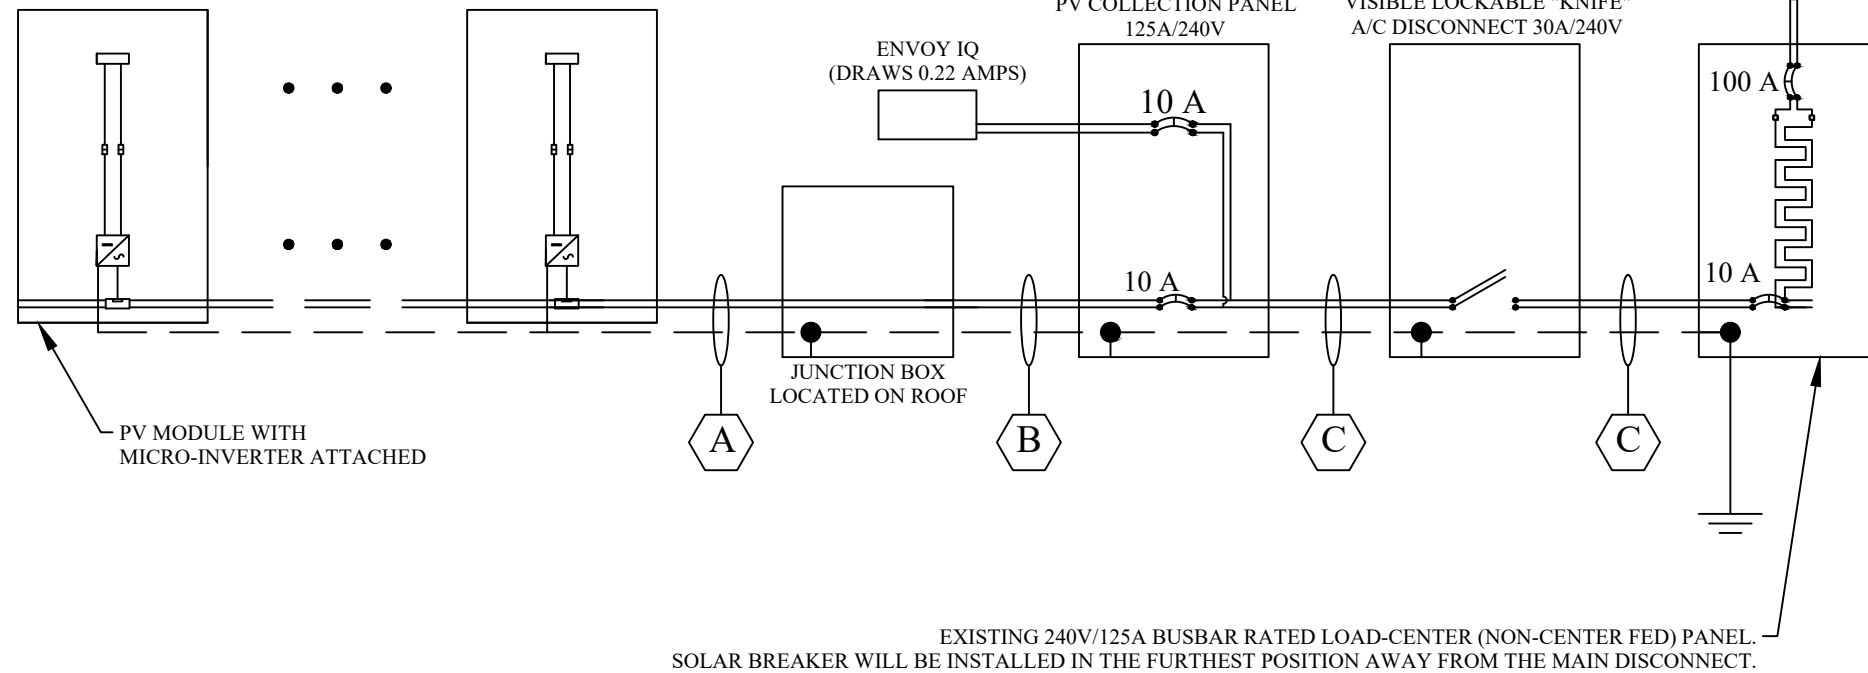 PV COLLECTION PANEL
125A/240V
VISIBLE LOCKABLE "KNIFE"
A/C DISCONNECT 30A/240V
ENVOY IQ
(DRAWS 0.22 AMPS)
10 A
100 A
10 A
10 A
JUNCTION BOX
LOCATED ON ROOF
PV MODULE WITH
MICRO-INVERTER ATTACHED
A
B
C
C
EXISTING 240V/125A BUSBAR RATED LOAD-CENTER (NON-CENTER FED) PANEL.
SOLAR BREAKER WILL BE INSTALLED IN THE FURTHEST POSITION AWAY FROM THE MAIN DISCONNECT.